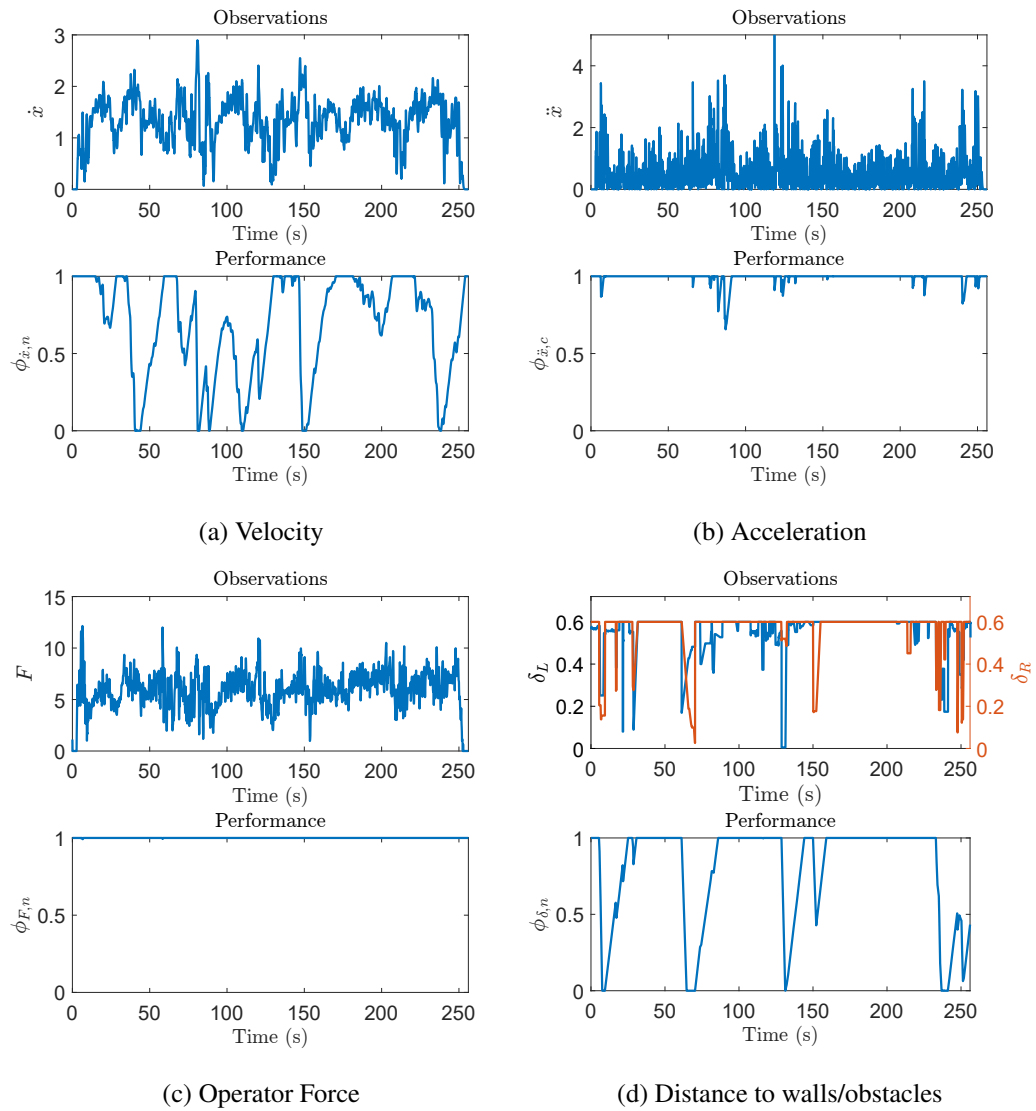 Observations
3
2
1
0
ẋ
0 50 100 150 200 250
Time (s)
Performance
1
0.5
0
ϕẋ,n
0 50 100 150 200 250
Time (s)
(a) Velocity
Observations
4
2
0
ẍ
0 50 100 150 200 250
Time (s)
Performance
1
0.5
0
ϕẍ,c
0 50 100 150 200 250
Time (s)
(b) Acceleration
Observations
15
10
5
0
F
0 50 100 150 200 250
Time (s)
Performance
1
0.5
0
ϕF,n
0 50 100 150 200 250
Time (s)
(c) Operator Force
Observations
0.6
0.4
0.2
0
δL
0.6
0.4
0.2
0
δR
0 50 100 150 200 250
Time (s)
Performance
1
0.5
0
ϕδ,n
0 50 100 150 200 250
Time (s)
(d) Distance to walls/obstacles